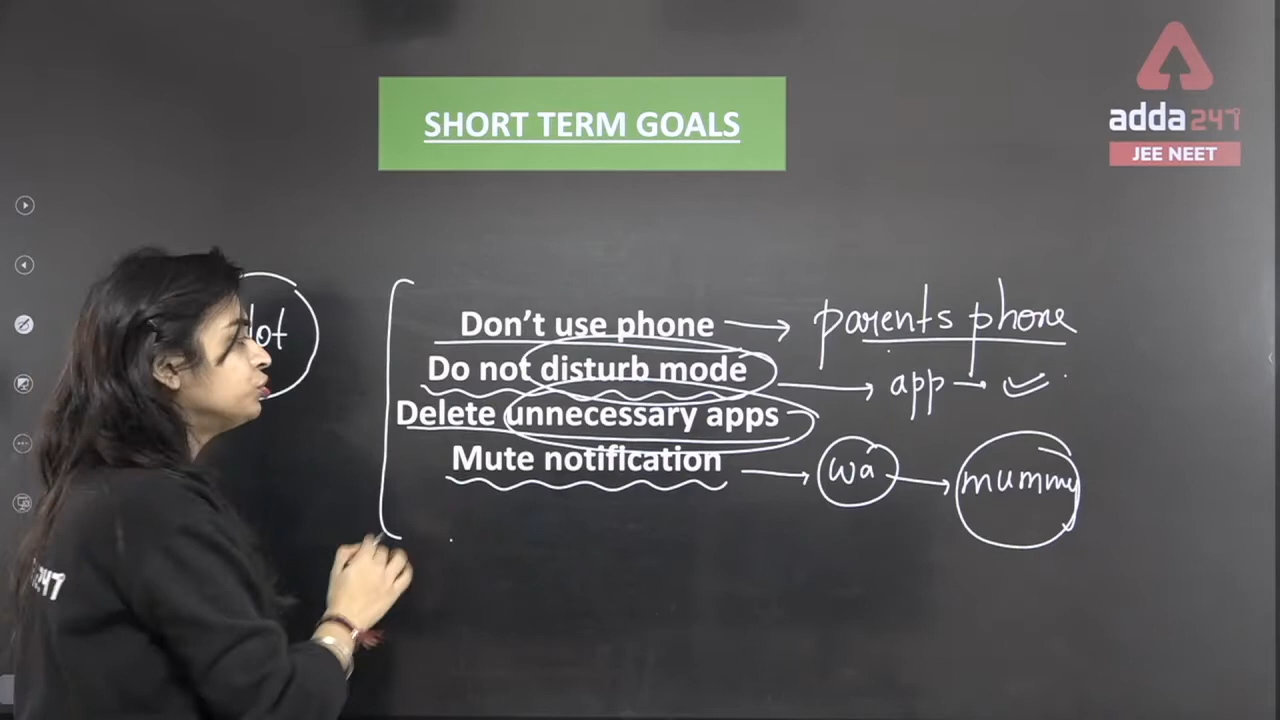 SHORT TERM GOALS
adda247
JEE NEET
Don't use phone → parents phone
Do not disturb mode → app → ✓
Delete unnecessary apps
Mute notification → wa → mummy
247